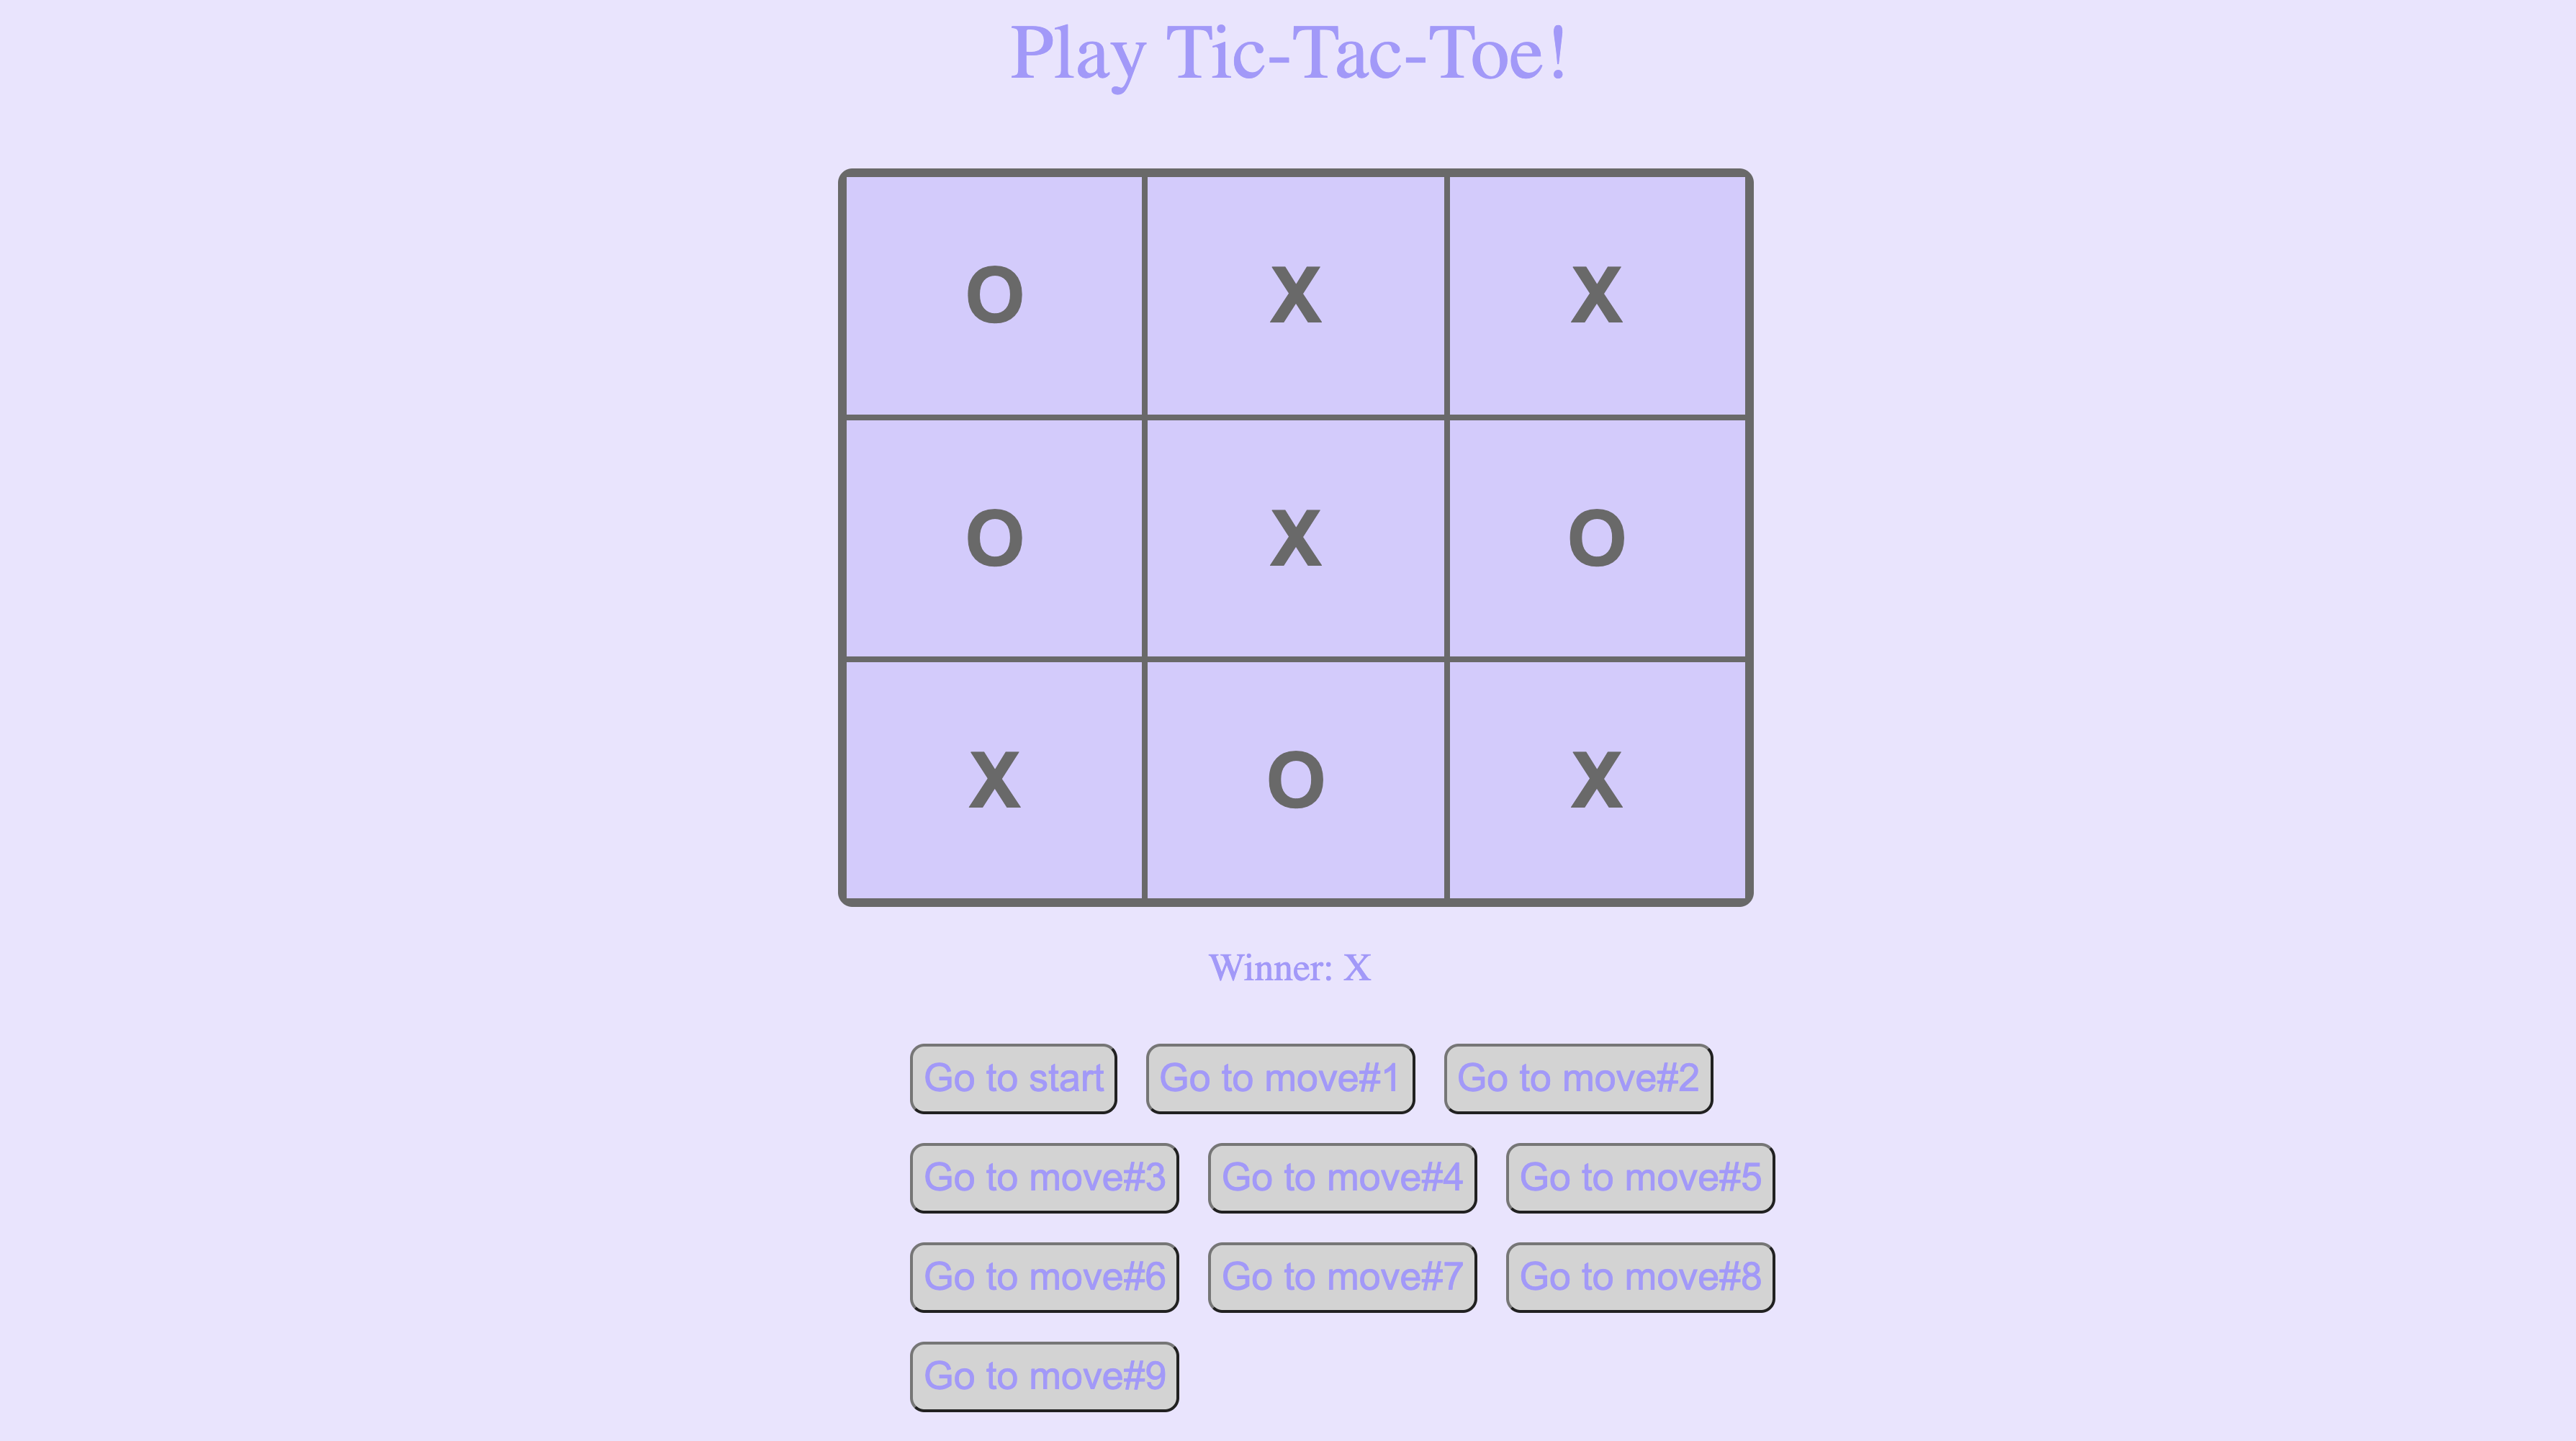 Play Tic-Tac-Toe!
O X X
O X O
X O X
Winner: X
Go to start Go to move#1 Go to move#2
Go to move#3 Go to move#4 Go to move#5
Go to move#6 Go to move#7 Go to move#8
Go to move#9